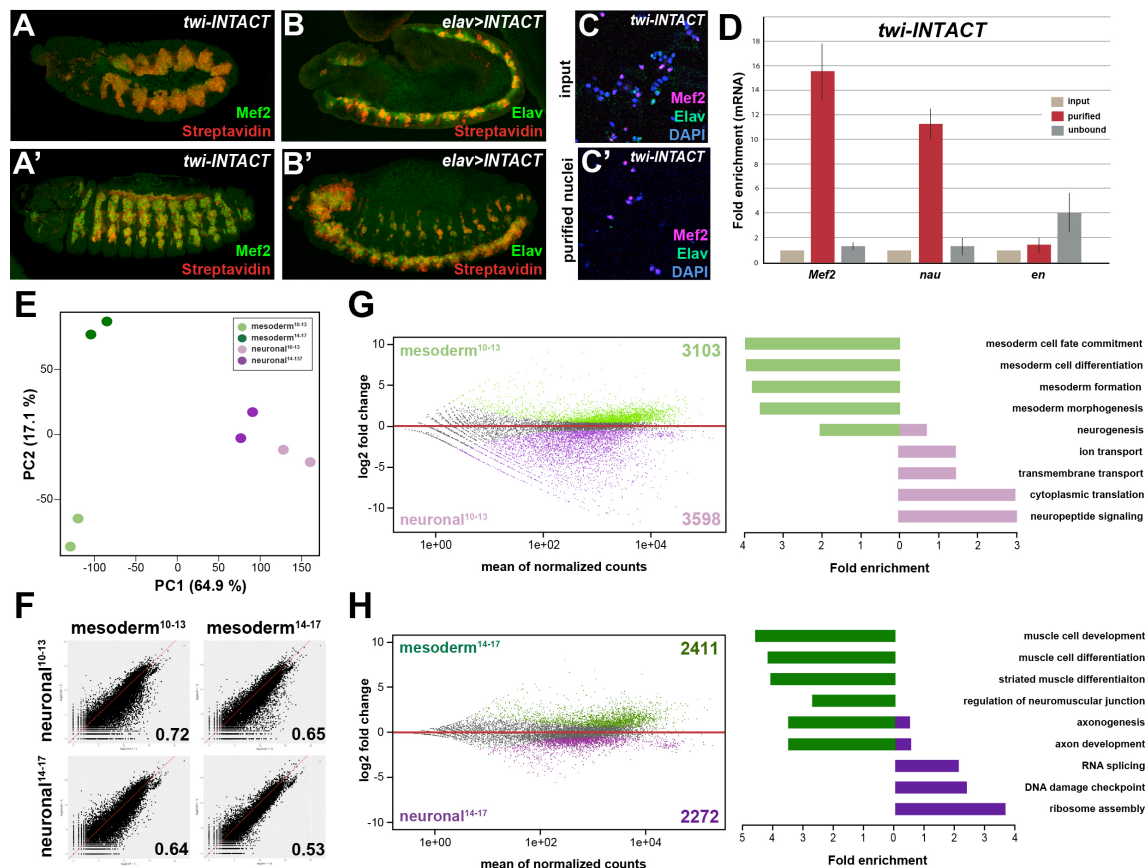 A
twi-INTACT
Mef2
Streptavidin
B
elav>INTACT
Elav
Streptavidin
C
twi-INTACT
input
Mef2
Elav
DAPI
A'
twi-INTACT
Mef2
Streptavidin
B'
elav>INTACT
Elav
Streptavidin
C'
twi-INTACT
purified nuclei
Mef2
Elav
DAPI
D
twi-INTACT
Fold enrichment (mRNA)
18
16
14
12
10
8
6
4
2
0
input
purified
unbound
Mef2 nau en
E
mesoderm10-13
mesoderm14-17
neuronal10-13
neuronal14-137
PC2 (17.1 %)
50
0
-50
-100 -50 0 50 100 150
PC1 (64.9 %)
F
mesoderm10-13 mesoderm14-17
neuronal10-13
0.72 0.65
neuronal14-17
0.64 0.53
G
mesoderm10-13 3103
log2 fold change
10
5
0
-5
-10
neuronal10-13 3598
1e+00 1e+02 1e+04
mean of normalized counts
mesoderm cell fate commitment
mesoderm cell differentiation
mesoderm formation
mesoderm morphogenesis
neurogenesis
ion transport
transmembrane transport
cytoplasmic translation
neuropeptide signaling
4 3 2 1 0 1 2 3
Fold enrichment
H
mesoderm14-17 2411
log2 fold change
10
5
0
-5
-10
neuronal14-17 2272
1e+00 1e+02 1e+04
mean of normalized counts
muscle cell development
muscle cell differentiation
striated muscle differentiaiton
regulation of neuromuscular junction
axonogenesis
axon development
RNA splicing
DNA damage checkpoint
ribosome assembly
5 4 3 2 1 0 1 2 3 4
Fold enrichment